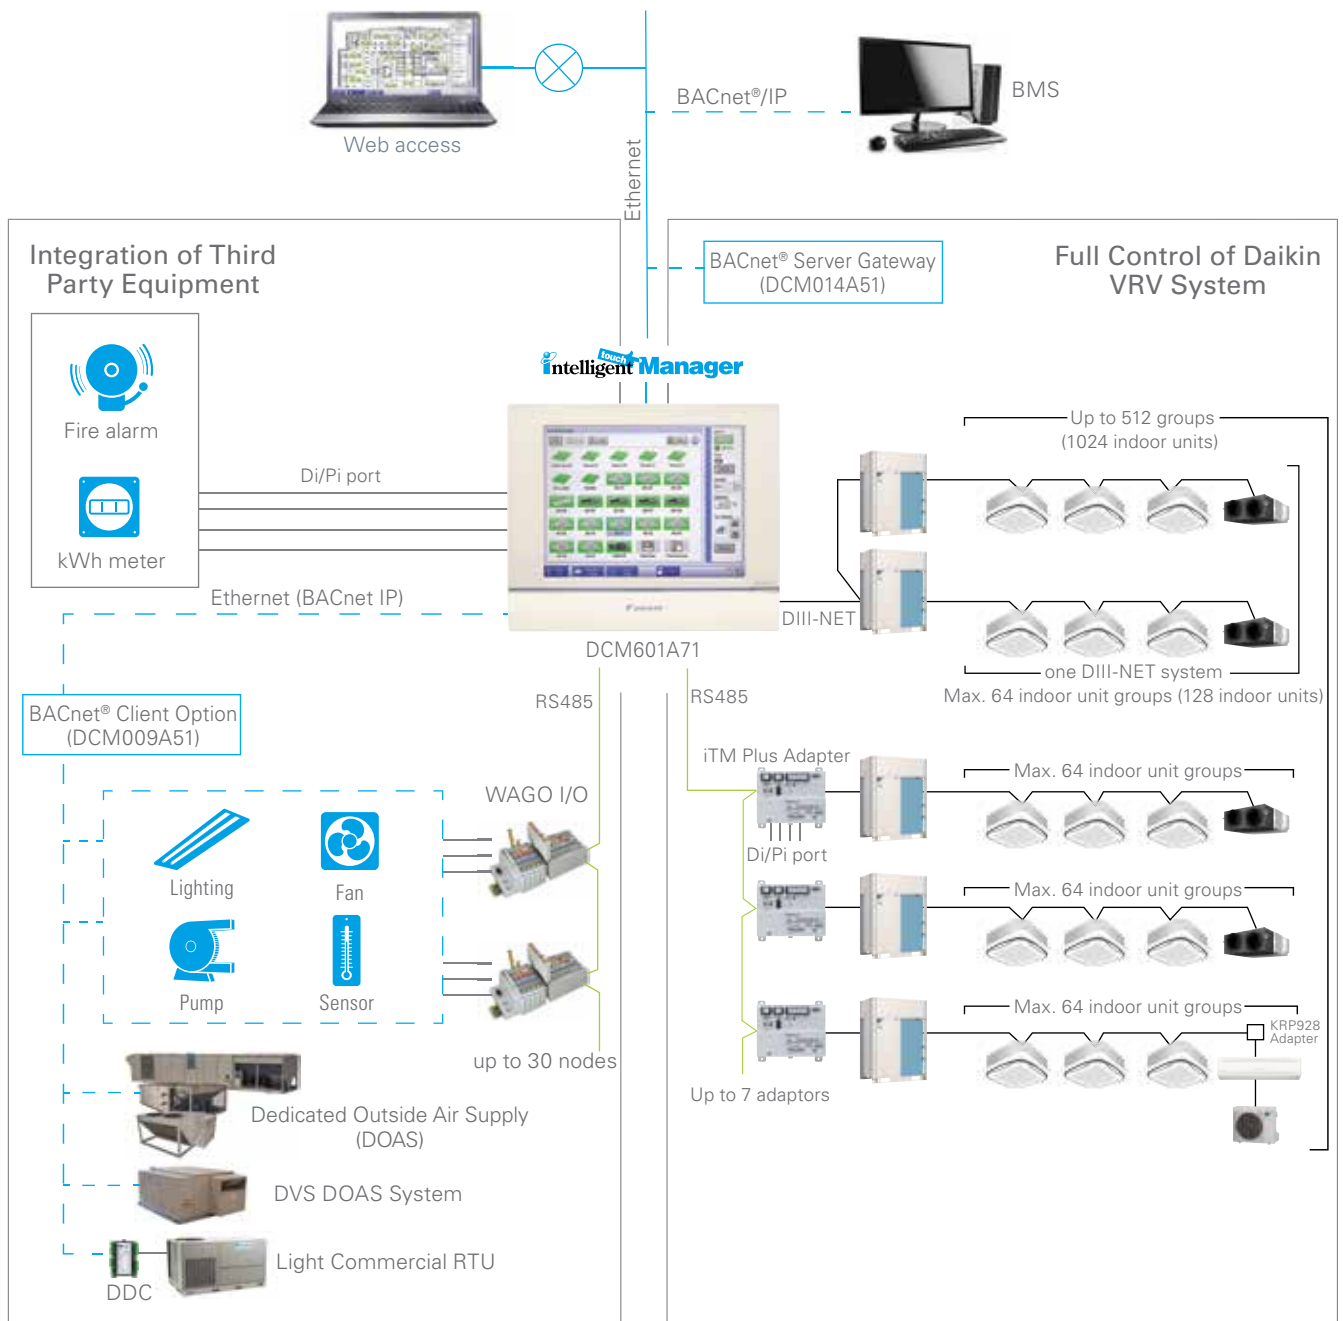 Web access
BACnet®/IP
BMS
Ethernet
Integration of Third
Party Equipment
BACnet® Server Gateway
(DCM014A51)
Full Control of Daikin
VRV System
intelligent touch Manager
Fire alarm
kWh meter
Di/Pi port
Up to 512 groups
(1024 indoor units)
Ethernet (BACnet IP)
DIII-NET
DCM601A71
one DIII-NET system
Max. 64 indoor unit groups (128 indoor units)
RS485
RS485
BACnet® Client Option
(DCM009A51)
iTM Plus Adapter
Max. 64 indoor unit groups
WAGO I/O
Di/Pi port
Lighting
Fan
Max. 64 indoor unit groups
Pump
Sensor
Max. 64 indoor unit groups
KRP928
Adapter
up to 30 nodes
Up to 7 adaptors
Dedicated Outside Air Supply
(DOAS)
DVS DOAS System
Light Commercial RTU
DDC